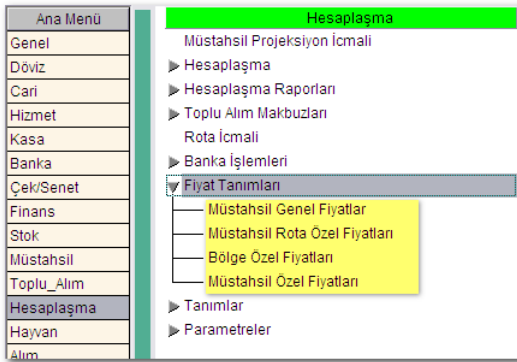 Ana Menü
Genel
Döviz
Cari
Hizmet
Kasa
Banka
Çek/Senet
Finans
Stok
Müstahsil
Toplu_Alım
Hesaplaşma
Hayvan
Alım
Hesaplaşma
Müstahsil Projeksiyon İcmali
Hesaplaşma
Hesaplaşma Raporları
Toplu Alım Makbuzları
Rota İcmali
Banka İşlemleri
Fiyat Tanımları
Müstahsil Genel Fiyatlar
Müstahsil Rota Özel Fiyatları
Bölge Özel Fiyatları
Müstahsil Özel Fiyatları
Tanımlar
Parametreler